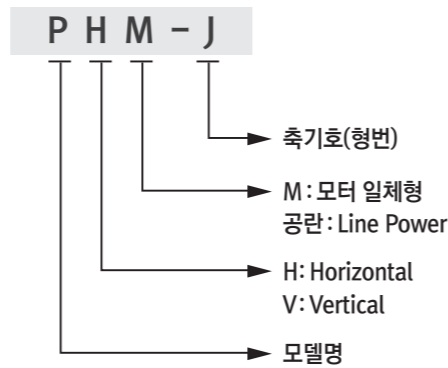 P H M - J
축기호(형번)
M : 모터 일체형
공란 : Line Power
H: Horizontal
V: Vertical
모델명